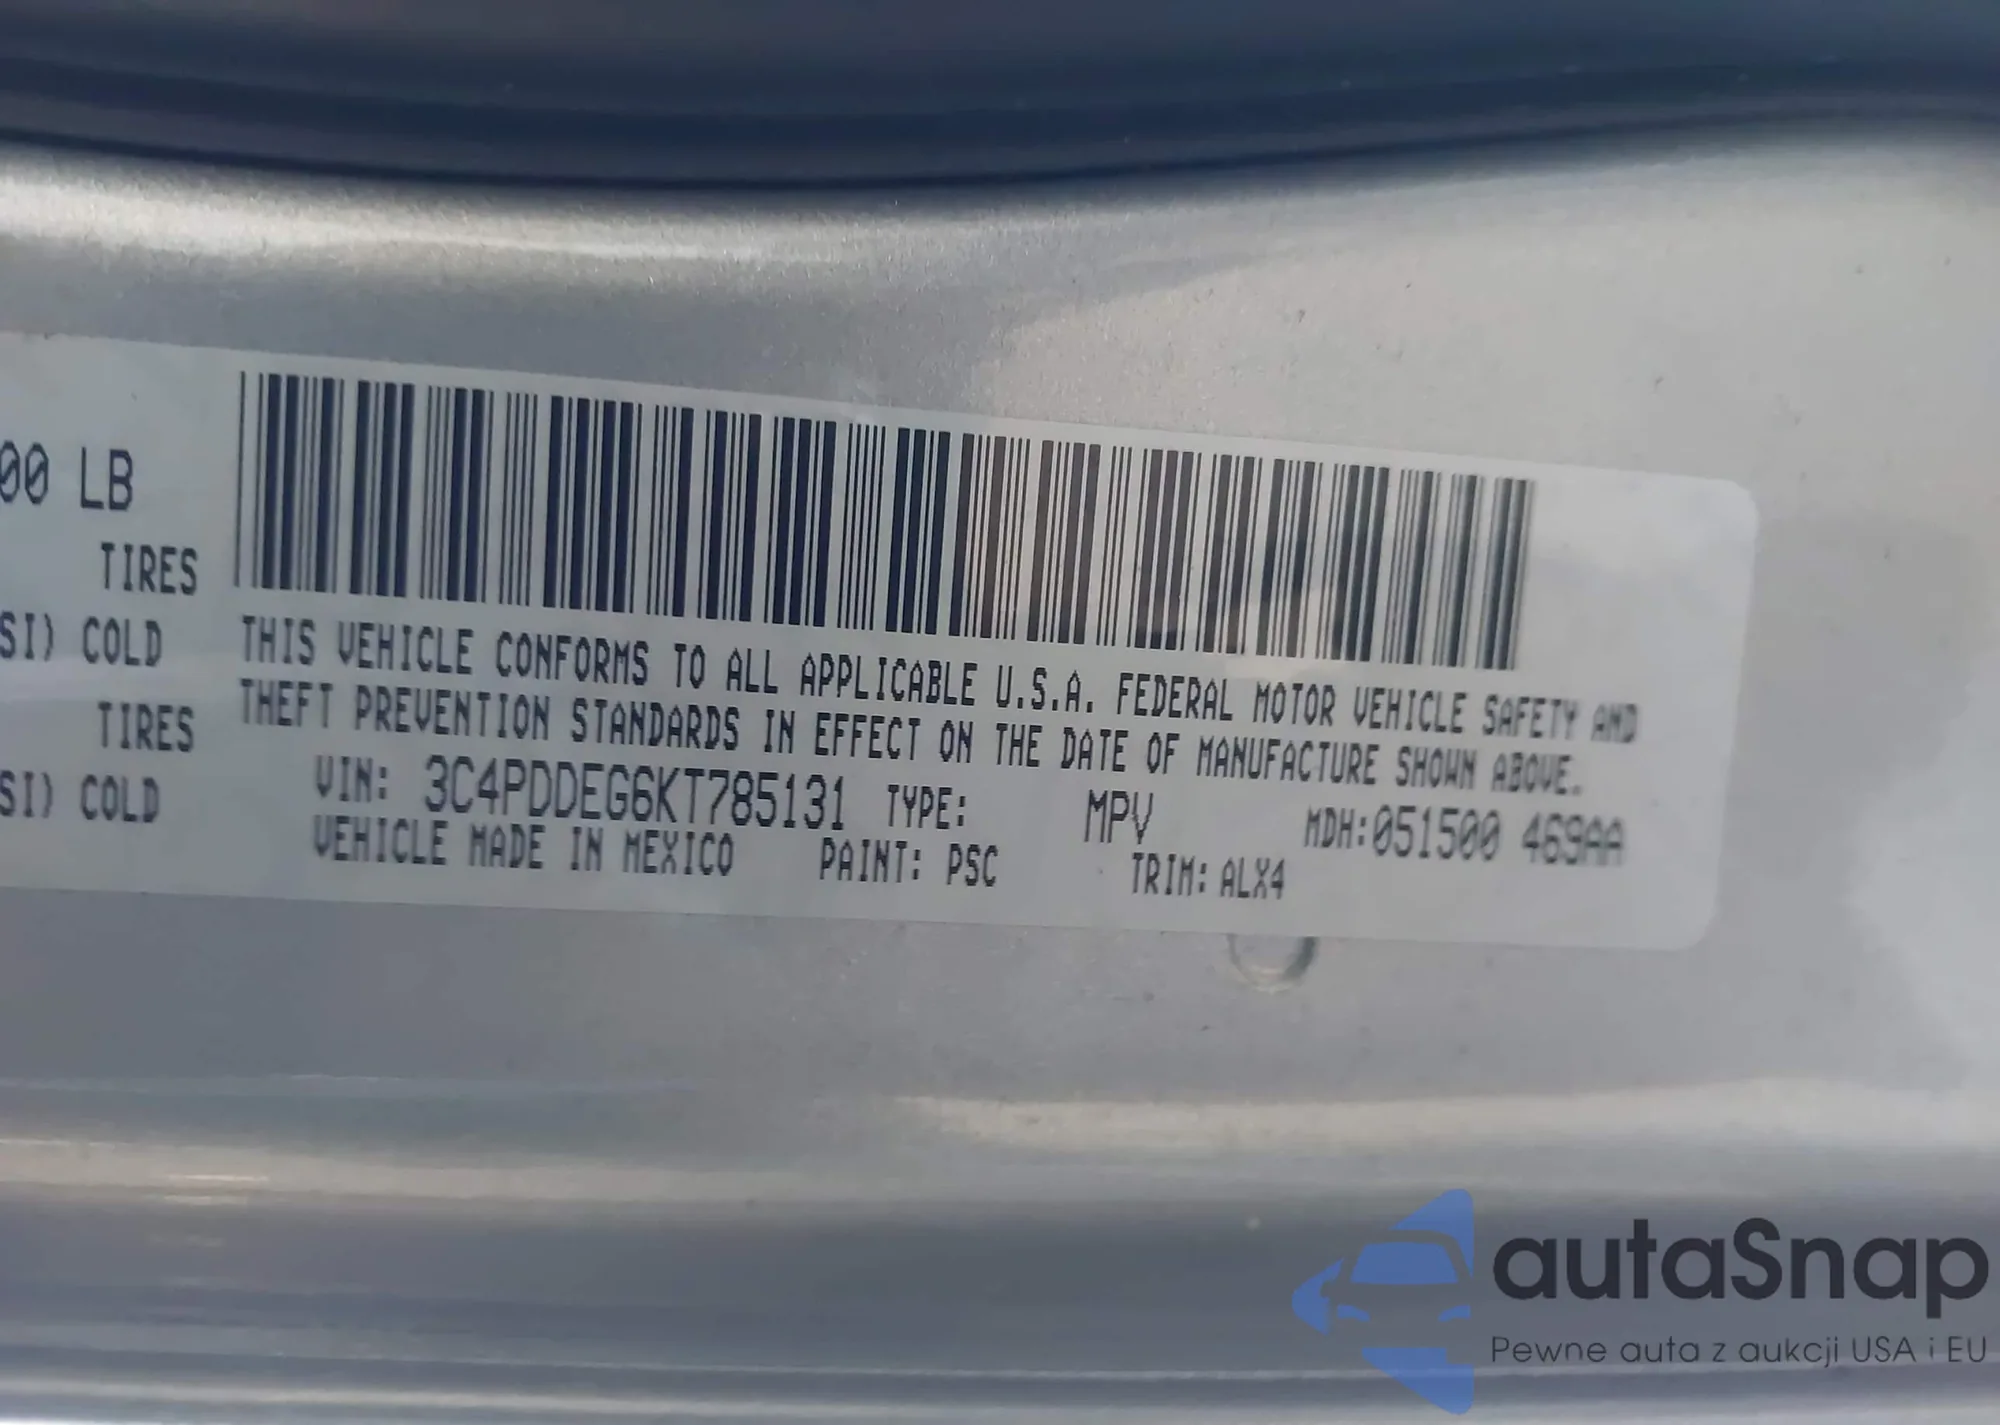 00 LB
TIRES
SI) COLD
TIRES
SI) COLD
THIS VEHICLE CONFORMS TO ALL APPLICABLE U.S.A. FEDERAL MOTOR VEHICLE SAFETY AND
THEFT PREVENTION STANDARDS IN EFFECT ON THE DATE OF MANUFACTURE SHOWN ABOVE.
VIN: 3C4PDDEG6KT785131 TYPE: MPV MDH:051500 469AA
VEHICLE MADE IN MEXICO PAINT: PSC TRIM: ALX4
autaSnap
Pewne auta z aukcji USA i EU